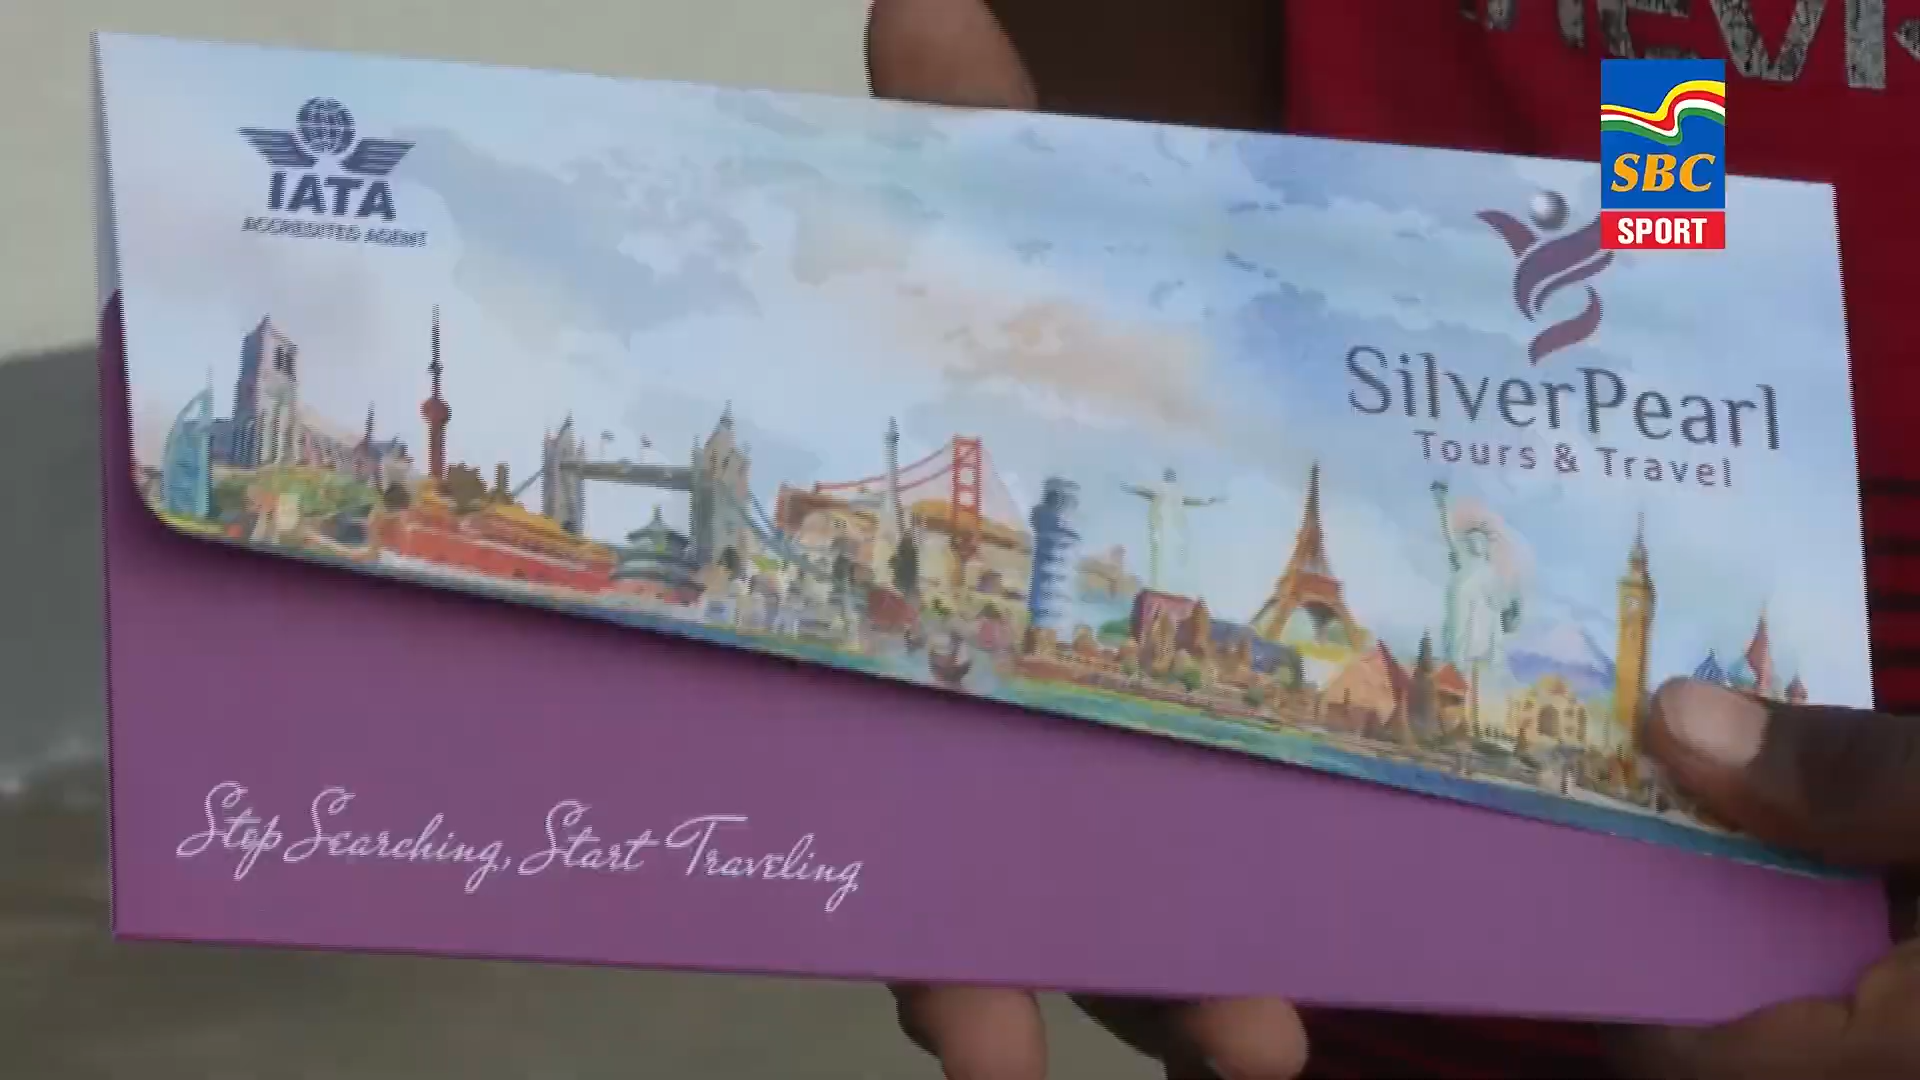 IATA
ACCREDITED AGENT
SBC
SPORT
SilverPearl
Tours & Travel
Stop Searching, Start Traveling